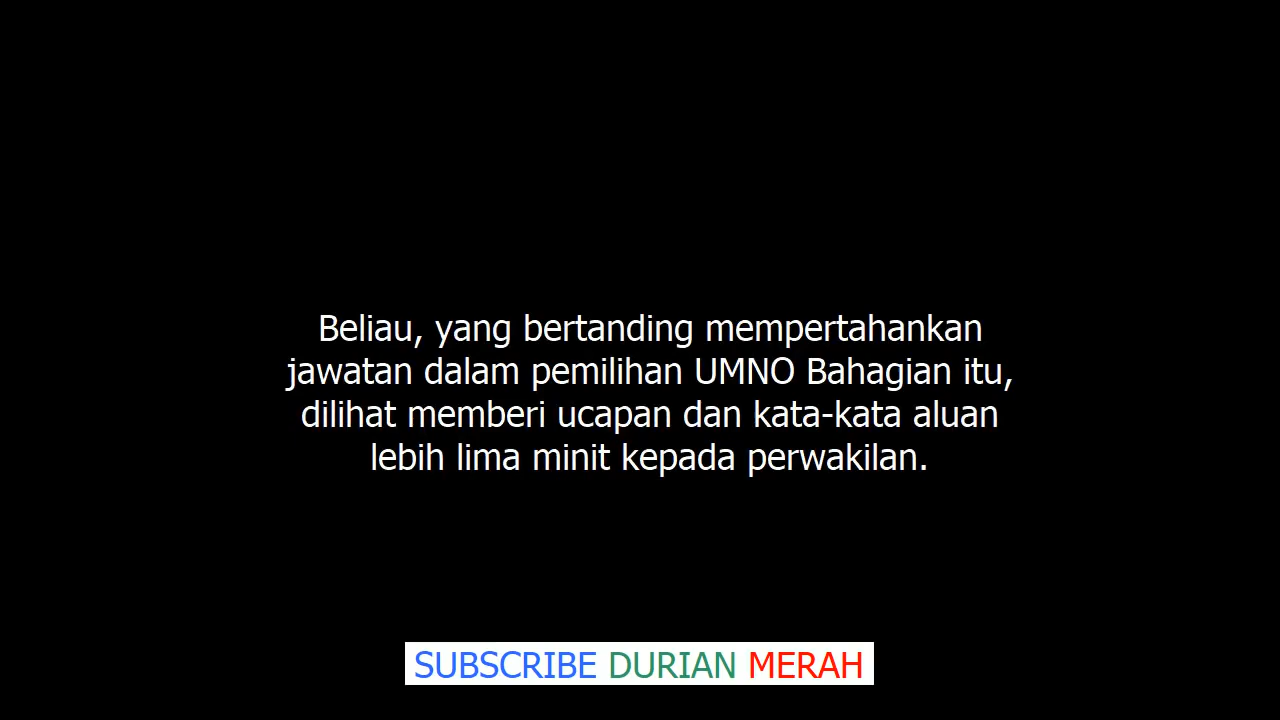 Beliau, yang bertanding mempertahankan
jawatan dalam pemilihan UMNO Bahagian itu,
dilihat memberi ucapan dan kata-kata aluan
lebih lima minit kepada perwakilan.
SUBSCRIBE DURIAN MERAH